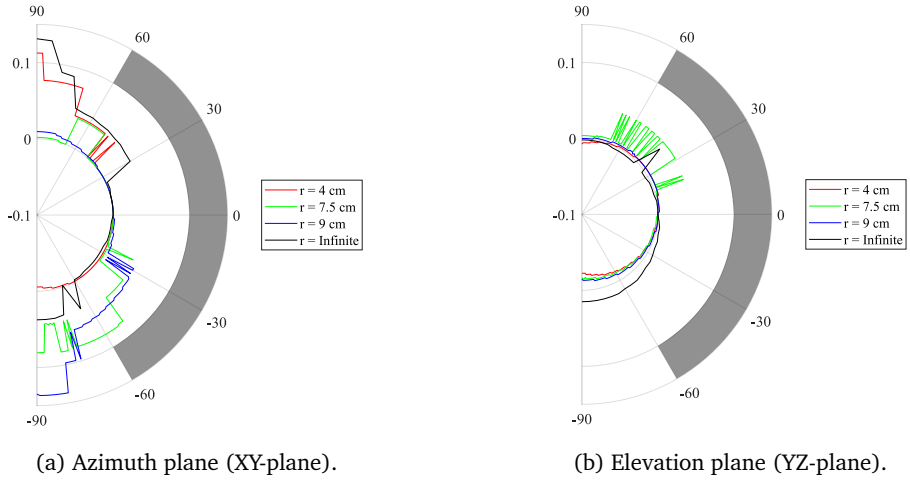 90
60
0.1
30
0
-0.1
0
r = 4 cm
r = 7.5 cm
r = 9 cm
r = Infinite
-30
-60
-90
(a) Azimuth plane (XY-plane).
90
60
0.1
30
0
-0.1
0
r = 4 cm
r = 7.5 cm
r = 9 cm
r = Infinite
-30
-60
-90
(b) Elevation plane (YZ-plane).